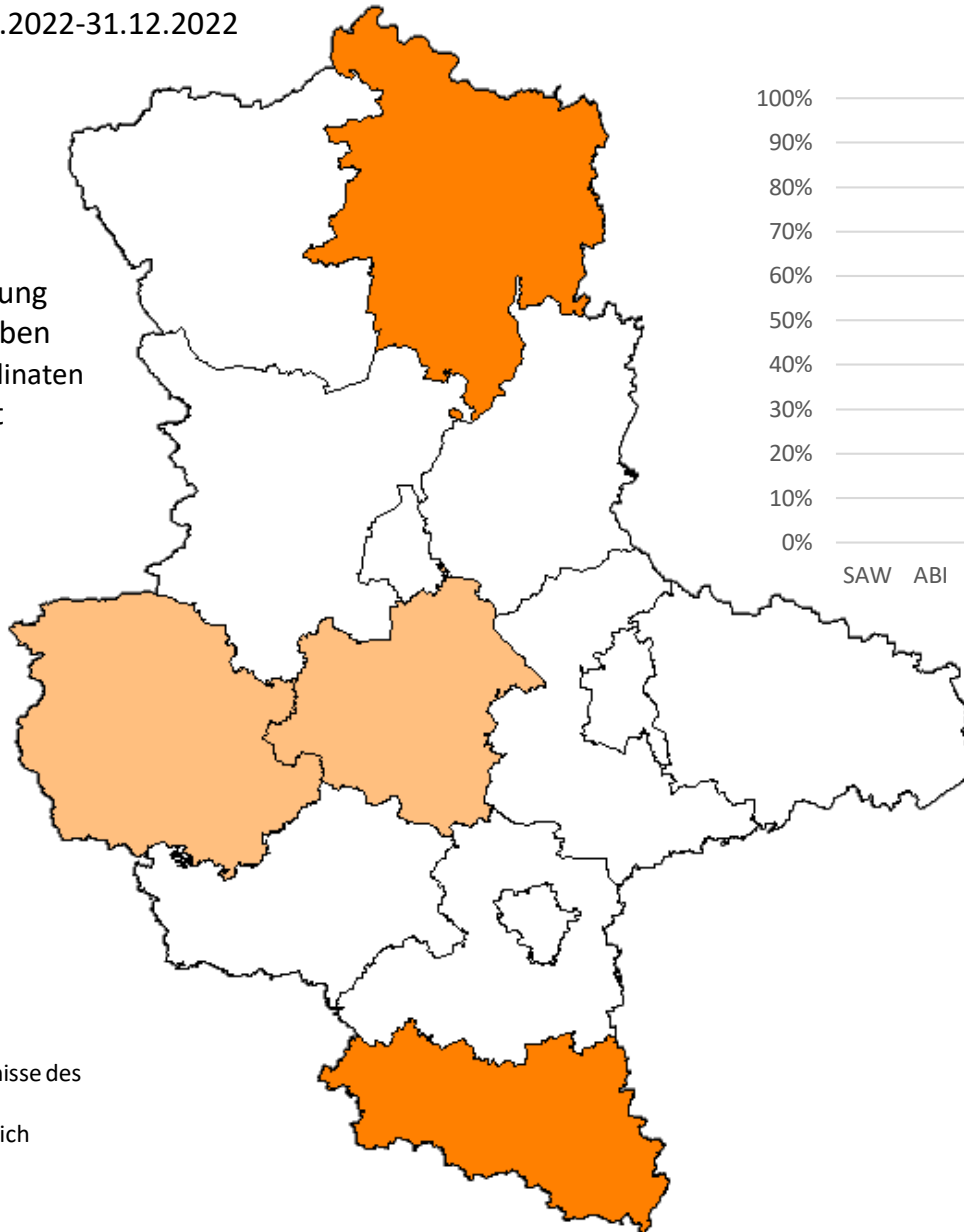 .2022-31.12.2022
ung
ben
linaten
t
100%
90%
80%
70%
60%
50%
40%
30%
20%
10%
0%
SAW ABI
nisse des
ich